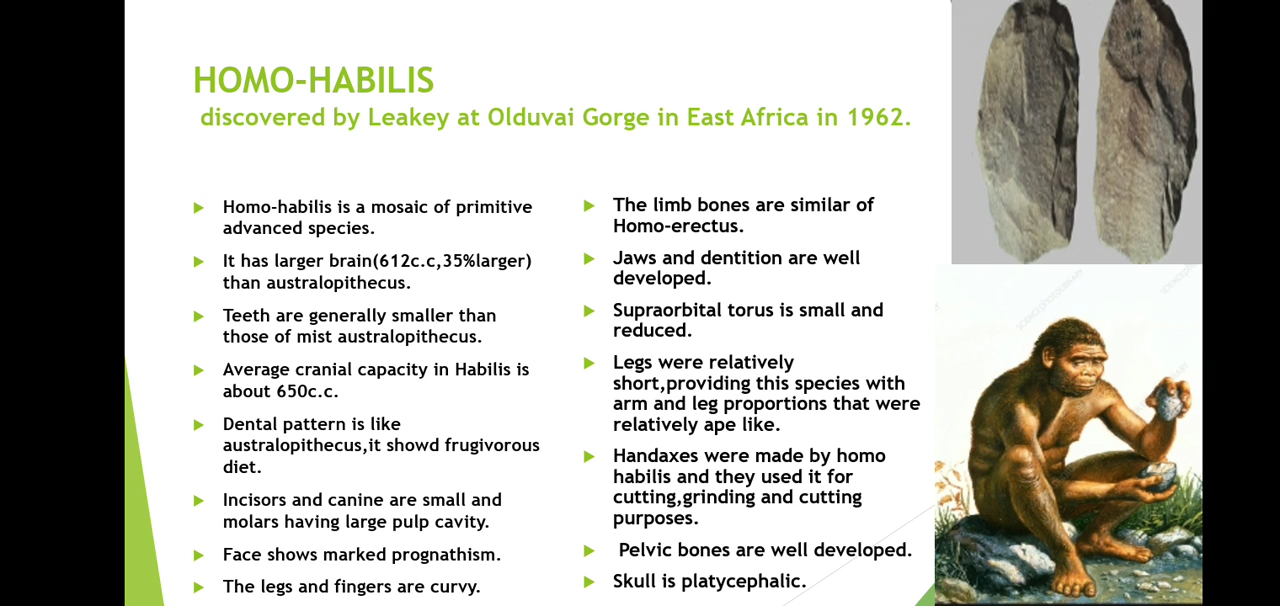 HOMO-HABILIS
discovered by Leakey at Olduvai Gorge in East Africa in 1962.
Homo-habilis is a mosaic of primitive
advanced species.
It has larger brain(612c.c,35%larger)
than australopithecus.
Teeth are generally smaller than
those of mist australopithecus.
Average cranial capacity in Habilis is
about 650c.c.
Dental pattern is like
australopithecus,it showd frugivorous
diet.
Incisors and canine are small and
molars having large pulp cavity.
Face shows marked prognathism.
The legs and fingers are curvy.
The limb bones are similar of
Homo-erectus.
Jaws and dentition are well
developed.
Supraorbital torus is small and
reduced.
Legs were relatively
short,providing this species with
arm and leg proportions that were
relatively ape like.
Handaxes were made by homo
habilis and they used it for
cutting,grinding and cutting
purposes.
Pelvic bones are well developed.
Skull is platycephalic.